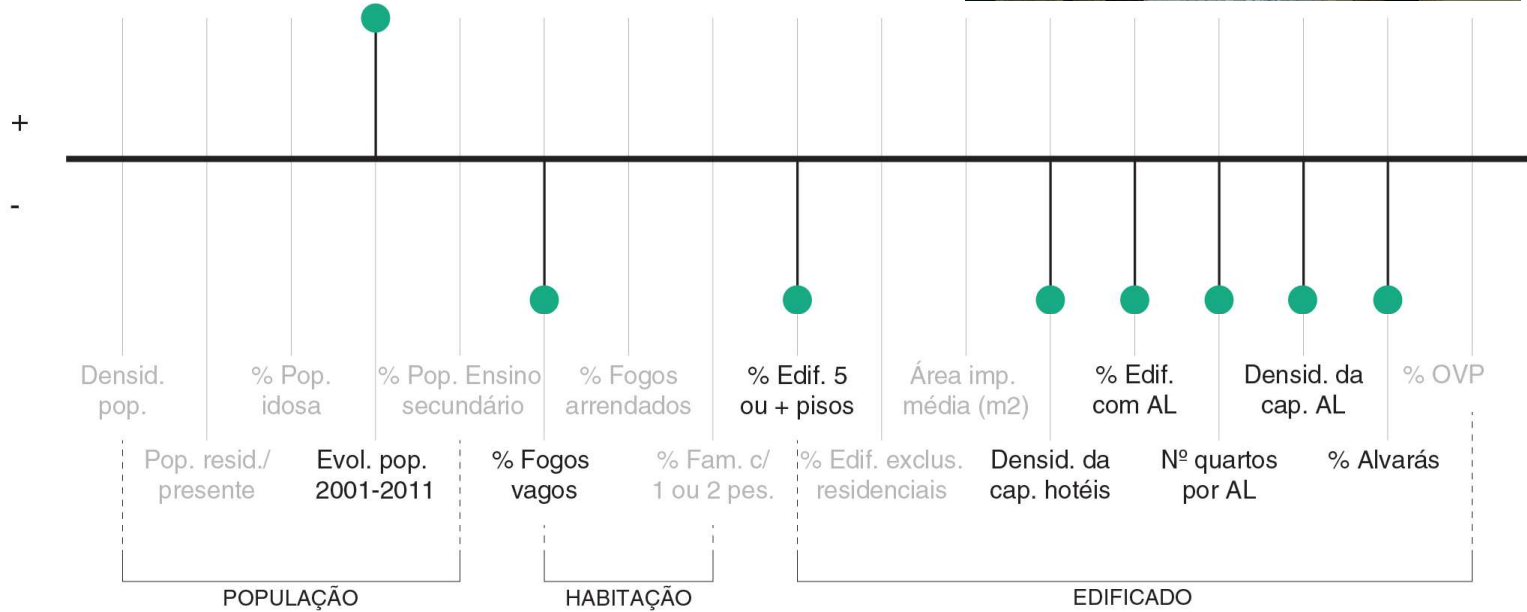 +
-
Densid.
pop.
% Pop.
idosa
% Pop. Ensino
secundário
% Fogos
arrendados
% Edif. 5
ou + pisos
Área imp.
média (m2)
% Edif.
com AL
Densid. da
cap. AL
% OVP
Pop. resid./
presente
Evol. pop.
2001-2011
% Fogos
vagos
% Fam. c/
1 ou 2 pes.
% Edif. exclus.
residenciais
Densid. da
cap. hotéis
Nº quartos
por AL
% Alvarás
POPULAÇÃO
HABITAÇÃO
EDIFICADO